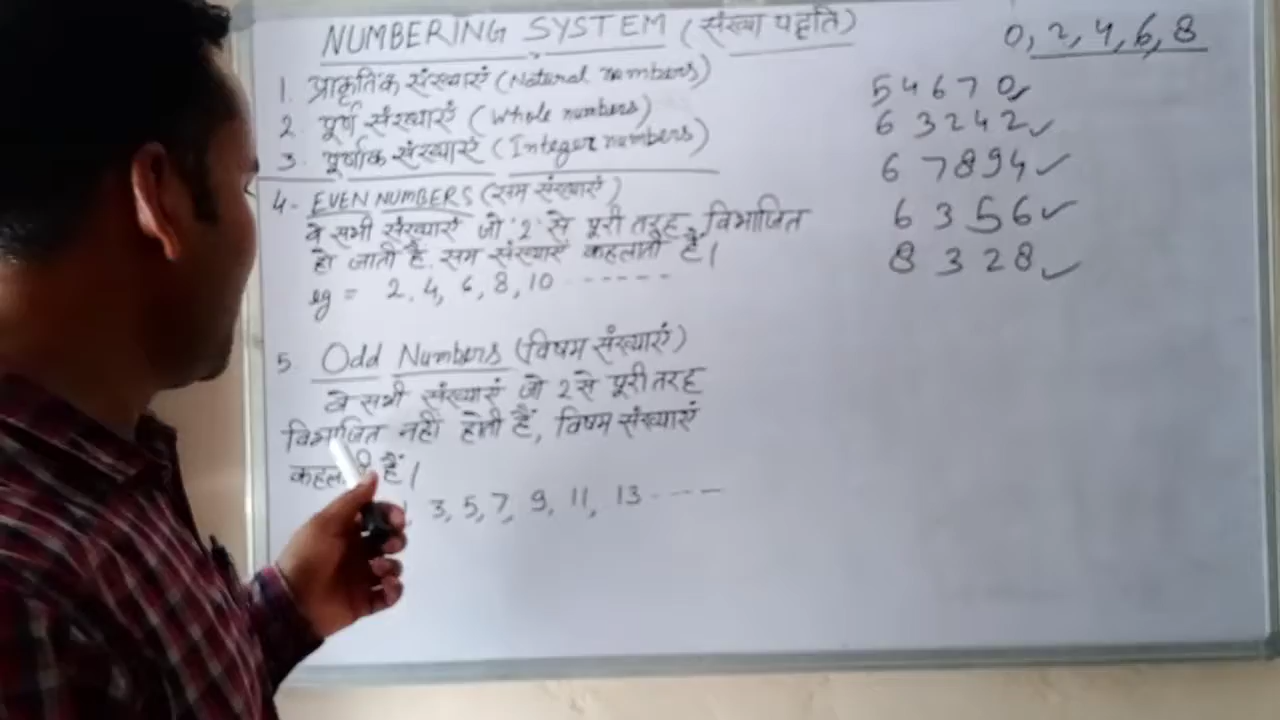 NUMBERING SYSTEM (संख्या पद्दति)
1. प्राकृतिक संख्याएं (Natural numbers)
2. पूर्ण संख्याएं (Whole numbers)
3. पूर्णांक संख्याएं (Integer numbers)
4- EVEN NUMBERS (सम संख्याएं)
वे सभी संख्याएं जो '2' से पूरी तरह विभाजित
हो जाती हैं. सम संख्याएं कहलाती हैं।
eg = 2, 4, 6, 8, 10 ------
5. Odd Numbers (विषम संख्याएं)
वे सभी संख्याएं जो 2 से पूरी तरह
विभाजित नहीं होती हैं, विषम संख्याएं
हैं।
3, 5, 7, 9, 11, 13 ----
0, 2, 4, 6, 8
54670✓
63242✓
67894✓
6356✓
8328✓